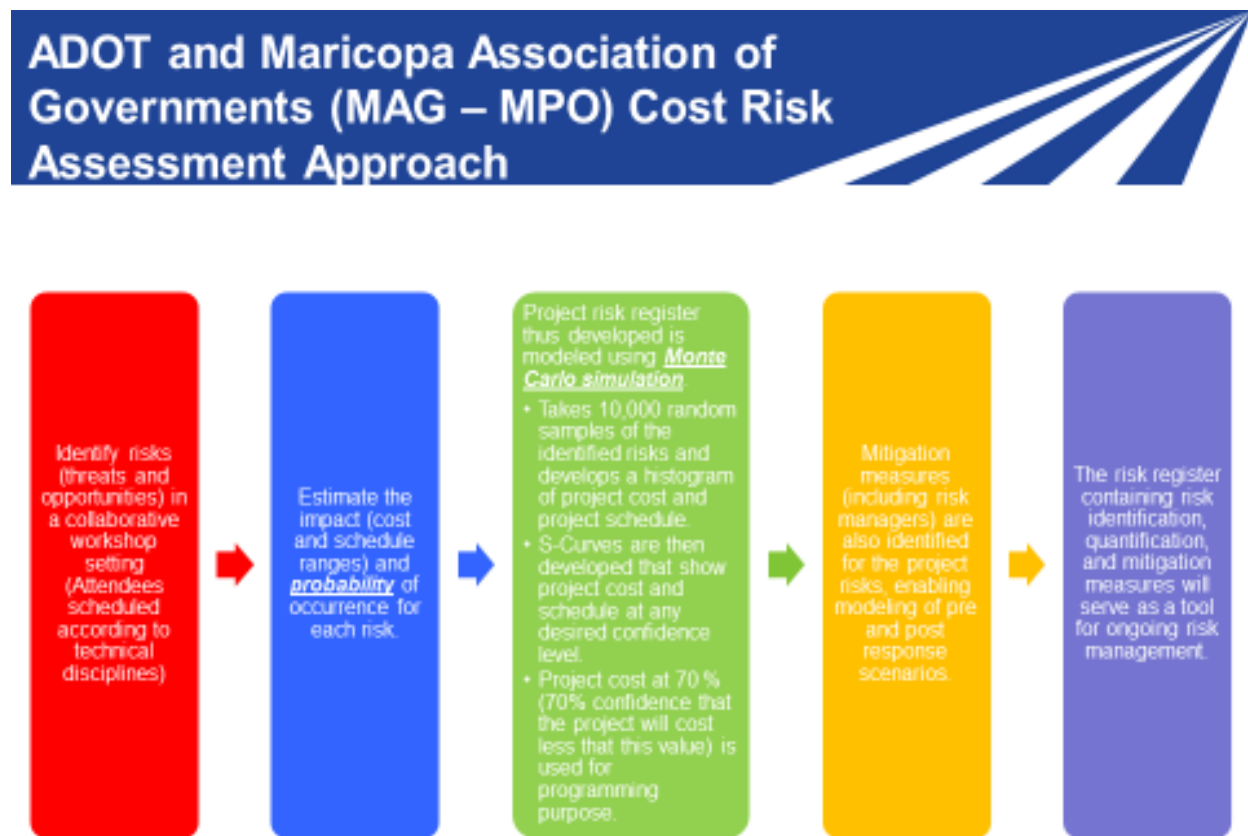 ADOT and Maricopa Association of
Governments (MAG – MPO) Cost Risk
Assessment Approach
Identify risks
(threats and
opportunities) in
a collaborative
workshop
setting
(Attendees
scheduled
according to
technical
disciplines)
Estimate the
impact (cost
and schedule
ranges) and
probability of
occurrence for
each risk.
Project risk register
thus developed is
modeled using Monte
Carlo simulation.
• Takes 10,000 random
samples of the
identified risks and
develops a histogram
of project cost and
project schedule.
• S-Curves are then
developed that show
project cost and
schedule at any
desired confidence
level.
• Project cost at 70 %
(70% confidence that
the project will cost
less that this value) is
used for
programming
purpose.
Mitigation
measures
(including risk
managers) are
also identified
for the project
risks, enabling
modeling of pre
and post
response
scenarios.
The risk register
containing risk
identification,
quantification,
and mitigation
measures will
serve as a tool
for ongoing risk
management.